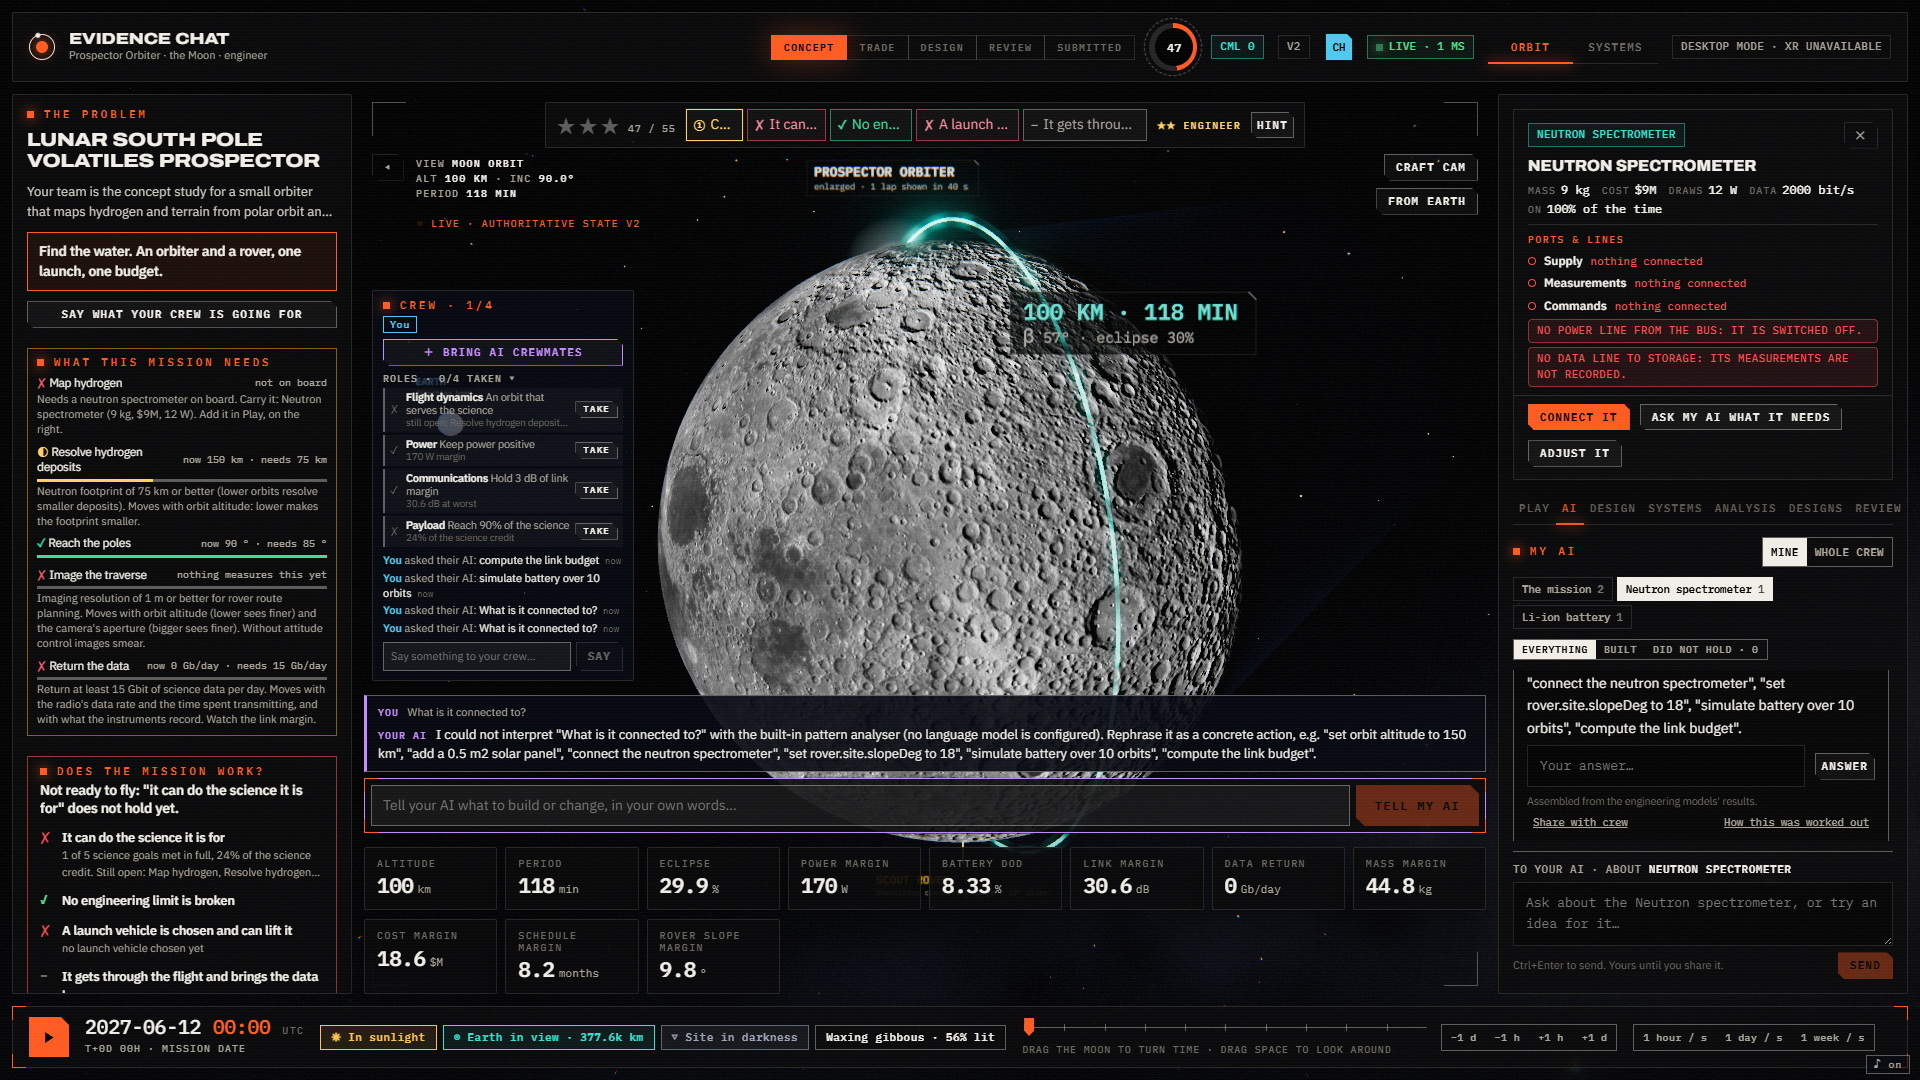 EVIDENCE CHAT
Prospector Orbiter · the Moon · engineer
CONCEPT TRADE DESIGN REVIEW SUBMITTED
47
CML 0
V2
CH
LIVE · 1 MS
ORBIT SYSTEMS
DESKTOP MODE · XR UNAVAILABLE
THE PROBLEM
LUNAR SOUTH POLE
VOLATILES PROSPECTOR
Your team is the concept study for a small orbiter
that maps hydrogen and terrain from polar orbit an...
Find the water. An orbiter and a rover, one
launch, one budget.
SAY WHAT YOUR CREW IS GOING FOR
WHAT THIS MISSION NEEDS
✗ Map hydrogen not on board
Needs a neutron spectrometer on board. Carry it: Neutron
spectrometer (9 kg, $9M, 12 W). Add it in Play, on the
right.
Resolve hydrogen
deposits
now 150 km · needs 75 km
Neutron footprint of 75 km or better (lower orbits resolve
smaller deposits). Moves with orbit altitude: lower makes
the footprint smaller.
✓ Reach the poles now 90 ° · needs 85 °
✗ Image the traverse nothing measures this yet
Imaging resolution of 1 m or better for rover route
planning. Moves with orbit altitude (lower sees finer) and
the camera's aperture (bigger sees finer). Without attitude
control images smear.
✗ Return the data now 0 Gb/day · needs 15 Gb/day
Return at least 15 Gbit of science data per day. Moves with
the radio's data rate and the time spent transmitting, and
with what the instruments record. Watch the link margin.
DOES THE MISSION WORK?
Not ready to fly: "it can do the science it is
for" does not hold yet.
✗ It can do the science it is for
1 of 5 science goals met in full, 24% of the science
credit. Still open: Map hydrogen, Resolve hydrogen...
✓ No engineering limit is broken
✗ A launch vehicle is chosen and can lift it
no launch vehicle chosen yet
– It gets through the flight and brings the data
★★★ 47 / 55
① C...
✗ It can...
✓ No en...
✗ A launch ...
– It gets throu...
★★ ENGINEER
HINT
VIEW MOON ORBIT
ALT 100 KM · INC 90.0°
PERIOD 118 MIN
LIVE · AUTHORITATIVE STATE V2
PROSPECTOR ORBITER
enlarged · 1 lap shown in 40 s
CRAFT CAM
FROM EARTH
100 KM · 118 MIN
β 57° · eclipse 30%
CREW · 1/4
You
+ BRING AI CREWMATES
ROLES · 0/4 TAKEN ▾
✗ Flight dynamics An orbit that
serves the science
still open: Resolve hydrogen deposit...
TAKE
✓ Power Keep power positive
170 W margin
TAKE
✓ Communications Hold 3 dB of link
margin
30.6 dB at worst
TAKE
✗ Payload Reach 90% of the science
24% of the science credit
TAKE
You asked their AI: compute the link budget now
You asked their AI: simulate battery over 10
orbits now
You asked their AI: What is it connected to? now
You asked their AI: What is it connected to? now
Say something to your crew...
SAY
YOU What is it connected to?
YOUR AI I could not interpret "What is it connected to?" with the built-in pattern analyser (no language model is configured). Rephrase it as a concrete action, e.g. "set orbit altitude to 150
km", "add a 0.5 m2 solar panel", "connect the neutron spectrometer", "set rover.site.slopeDeg to 18", "simulate battery over 10 orbits", "compute the link budget".
Tell your AI what to build or change, in your own words...
TELL MY AI
ALTITUDE
100 km
PERIOD
118 min
ECLIPSE
29.9 %
POWER MARGIN
170 W
BATTERY DOD
8.33 %
LINK MARGIN
30.6 dB
DATA RETURN
0 Gb/day
MASS MARGIN
44.8 kg
COST MARGIN
18.6 $M
SCHEDULE
MARGIN
8.2 months
ROVER SLOPE
MARGIN
9.8 °
NEUTRON SPECTROMETER
✕
NEUTRON SPECTROMETER
MASS 9 kg COST $9M DRAWS 12 W DATA 2000 bit/s
ON 100% of the time
PORTS & LINES
Supply nothing connected
Measurements nothing connected
Commands nothing connected
NO POWER LINE FROM THE BUS: IT IS SWITCHED OFF.
NO DATA LINE TO STORAGE: ITS MEASUREMENTS ARE
NOT RECORDED.
CONNECT IT
ASK MY AI WHAT IT NEEDS
ADJUST IT
PLAY AI DESIGN SYSTEMS ANALYSIS DESIGNS REVIEW
MY AI
MINE WHOLE CREW
The mission 2
Neutron spectrometer 1
Li-ion battery 1
EVERYTHING BUILT DID NOT HOLD · 0
"connect the neutron spectrometer", "set
rover.site.slopeDeg to 18", "simulate battery over 10
orbits", "compute the link budget".
Your answer…
ANSWER
Assembled from the engineering models' results.
Share with crew
How this was worked out
TO YOUR AI · ABOUT NEUTRON SPECTROMETER
Ask about the Neutron spectrometer, or try an
idea for it…
Ctrl+Enter to send. Yours until you share it.
SEND
2027-06-12 00:00 UTC
T+0D 00H · MISSION DATE
In sunlight
Earth in view · 377.6k km
Site in darkness
Waxing gibbous · 56% lit
DRAG THE MOON TO TURN TIME · DRAG SPACE TO LOOK AROUND
−1 d −1 h +1 h +1 d
1 hour / s 1 day / s 1 week / s
♪ on